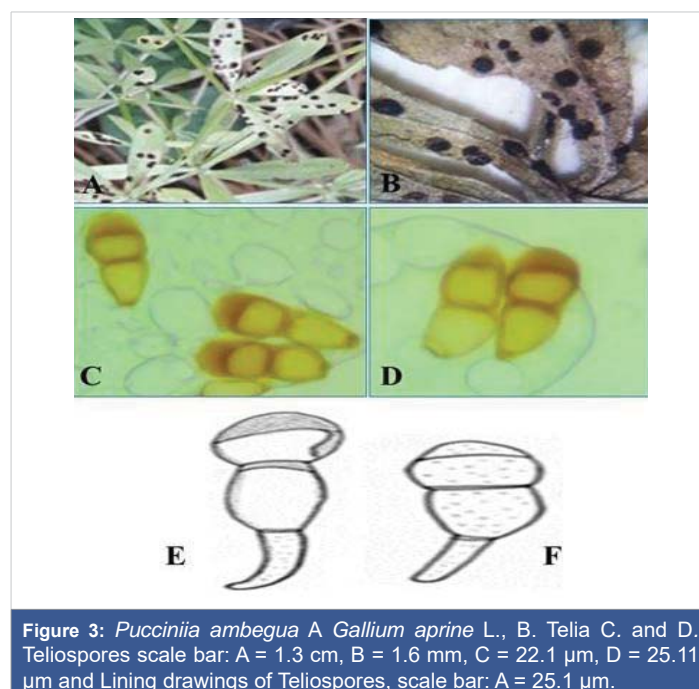 A
B
C
D
E
F
Figure 3: Pucciniia ambegua A Gallium aprine L., B. Telia C. and D.
Teliospores scale bar: A = 1.3 cm, B = 1.6 mm, C = 22.1 µm, D = 25.11
µm and Lining drawings of Teliospores, scale bar: A = 25.1 µm.